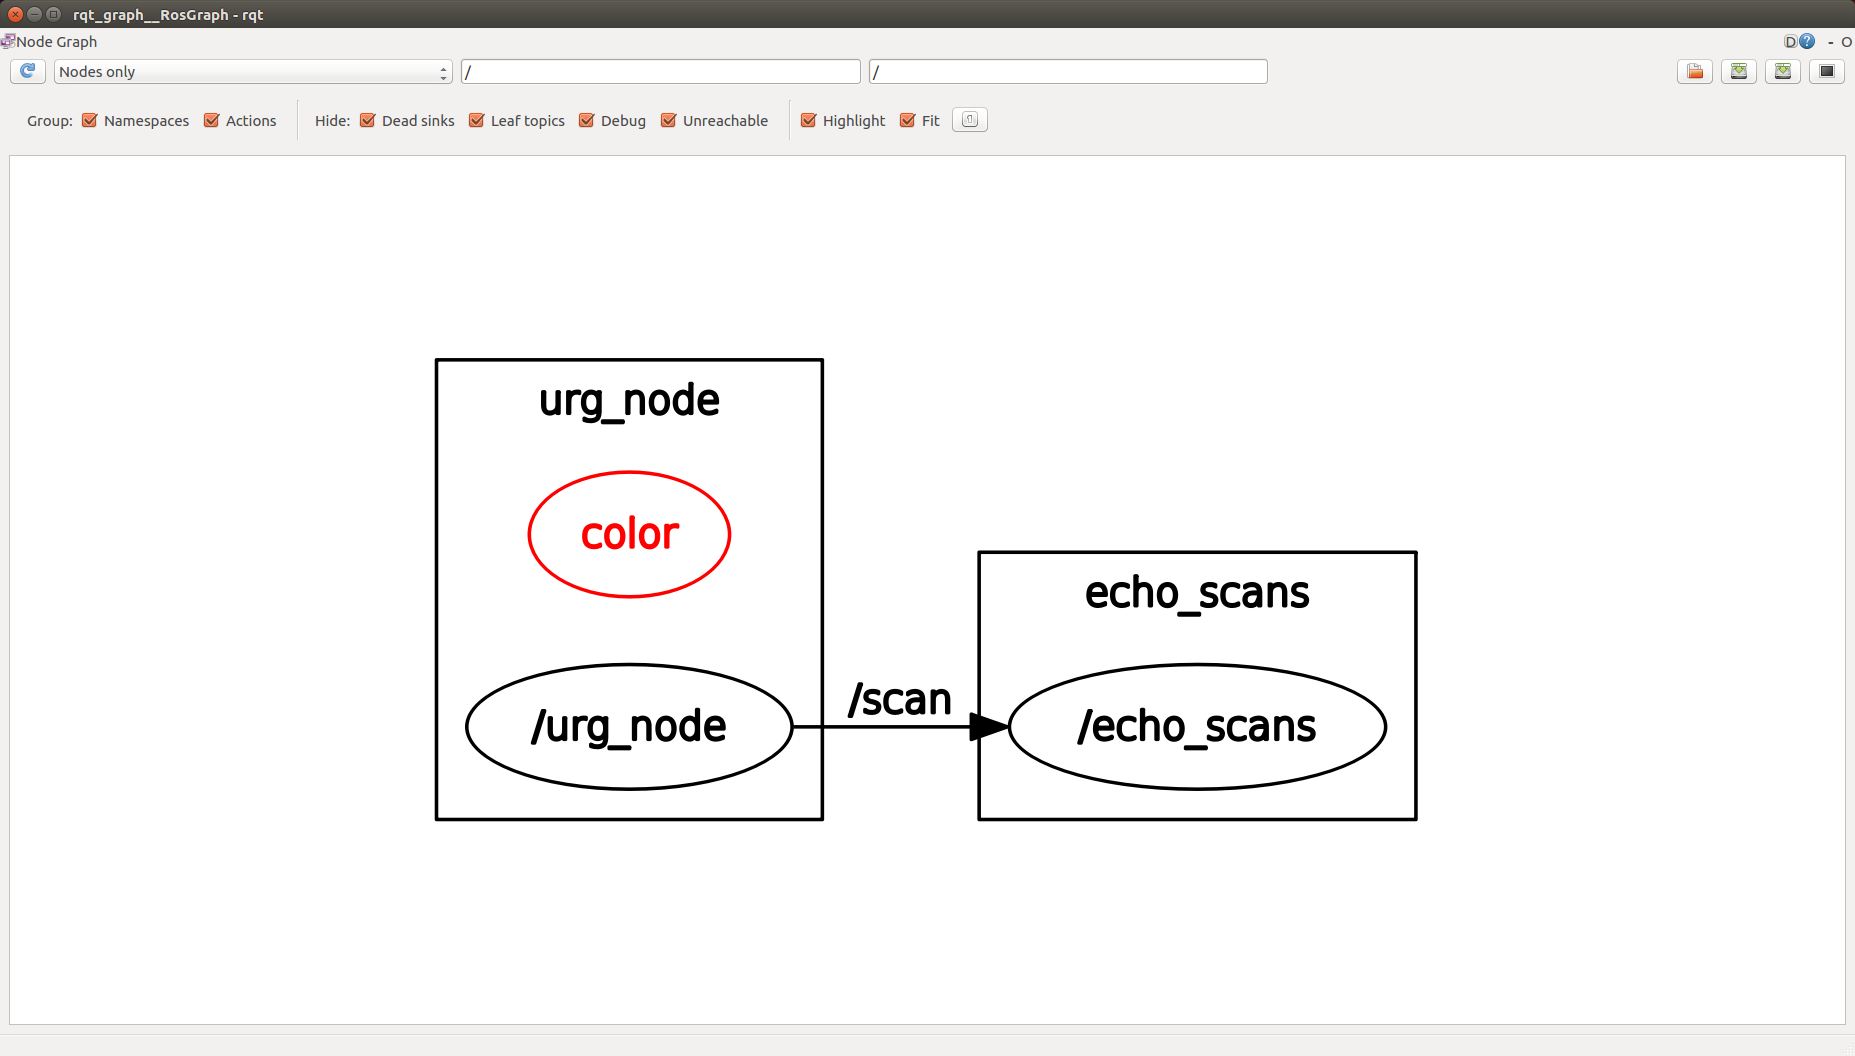 rqt_graph__RosGraph - rqt
Node Graph
D ? - O
Nodes only / /
Group: Namespaces Actions Hide: Dead sinks Leaf topics Debug Unreachable Highlight Fit
urg_node
color
echo_scans
/scan
/urg_node /echo_scans